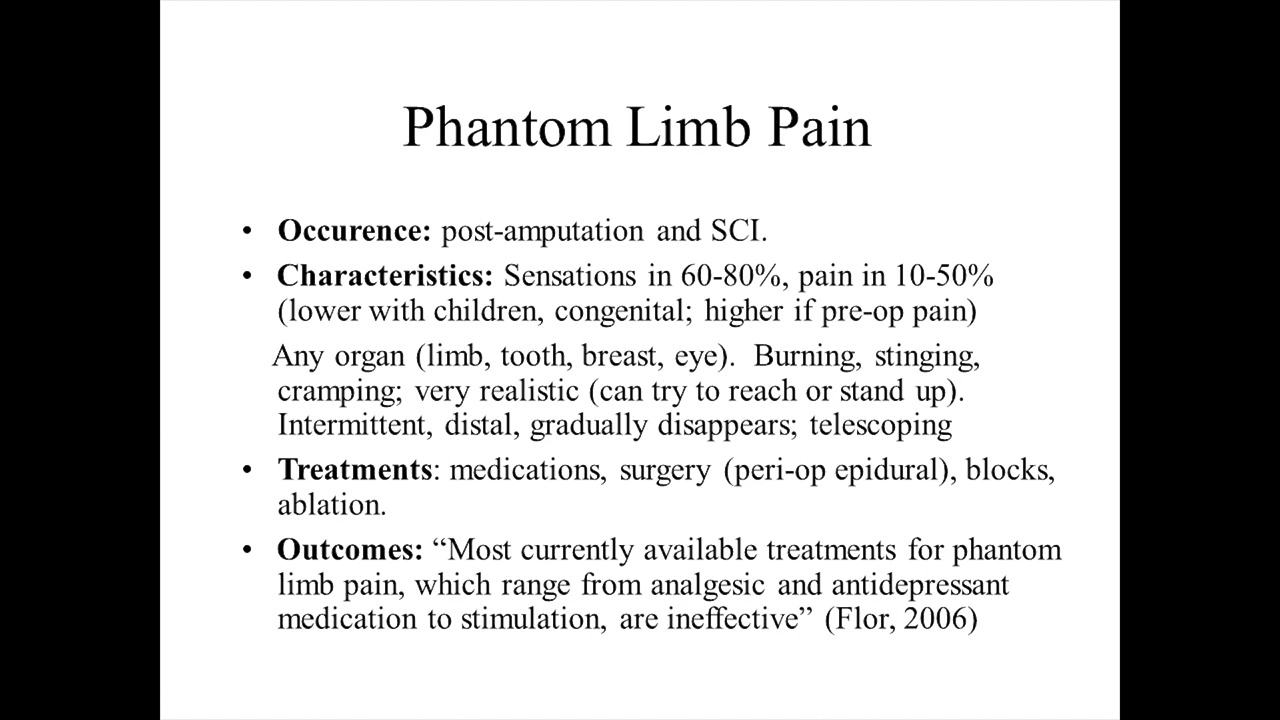 Phantom Limb Pain
• Occurence: post-amputation and SCI.
• Characteristics: Sensations in 60-80%, pain in 10-50%
(lower with children, congenital; higher if pre-op pain)
Any organ (limb, tooth, breast, eye). Burning, stinging,
cramping; very realistic (can try to reach or stand up).
Intermittent, distal, gradually disappears; telescoping
• Treatments: medications, surgery (peri-op epidural), blocks,
ablation.
• Outcomes: “Most currently available treatments for phantom
limb pain, which range from analgesic and antidepressant
medication to stimulation, are ineffective” (Flor, 2006)